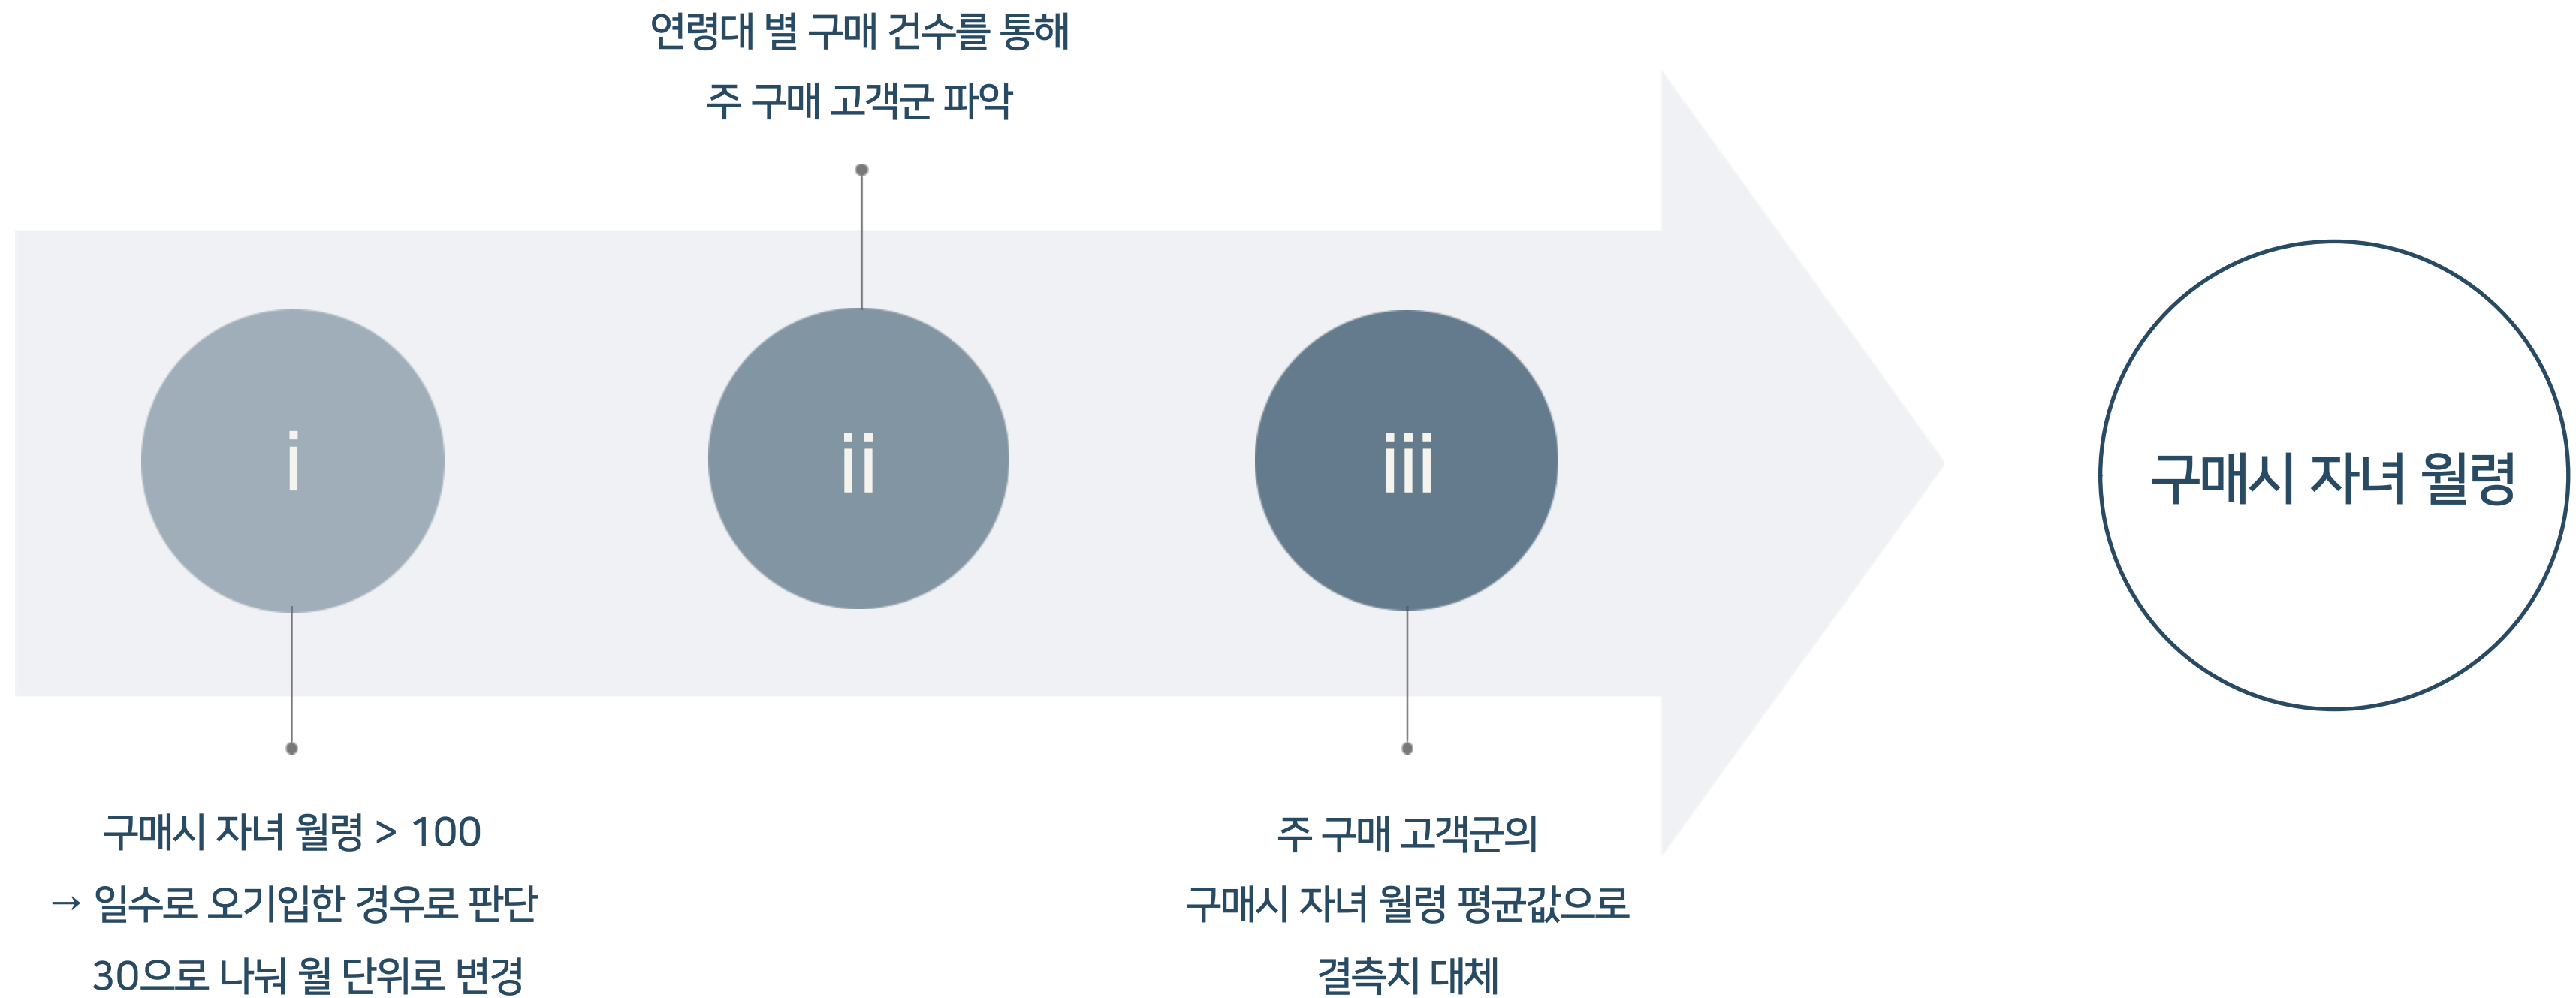 연령대 별 구매 건수를 통해
주 구매 고객군 파악
i
ii
iii
구매시 자녀 월령
구매시 자녀 월령 > 100
→ 일수로 오기입한 경우로 판단
30으로 나눠 월 단위로 변경
주 구매 고객군의
구매시 자녀 월령 평균값으로
결측치 대체